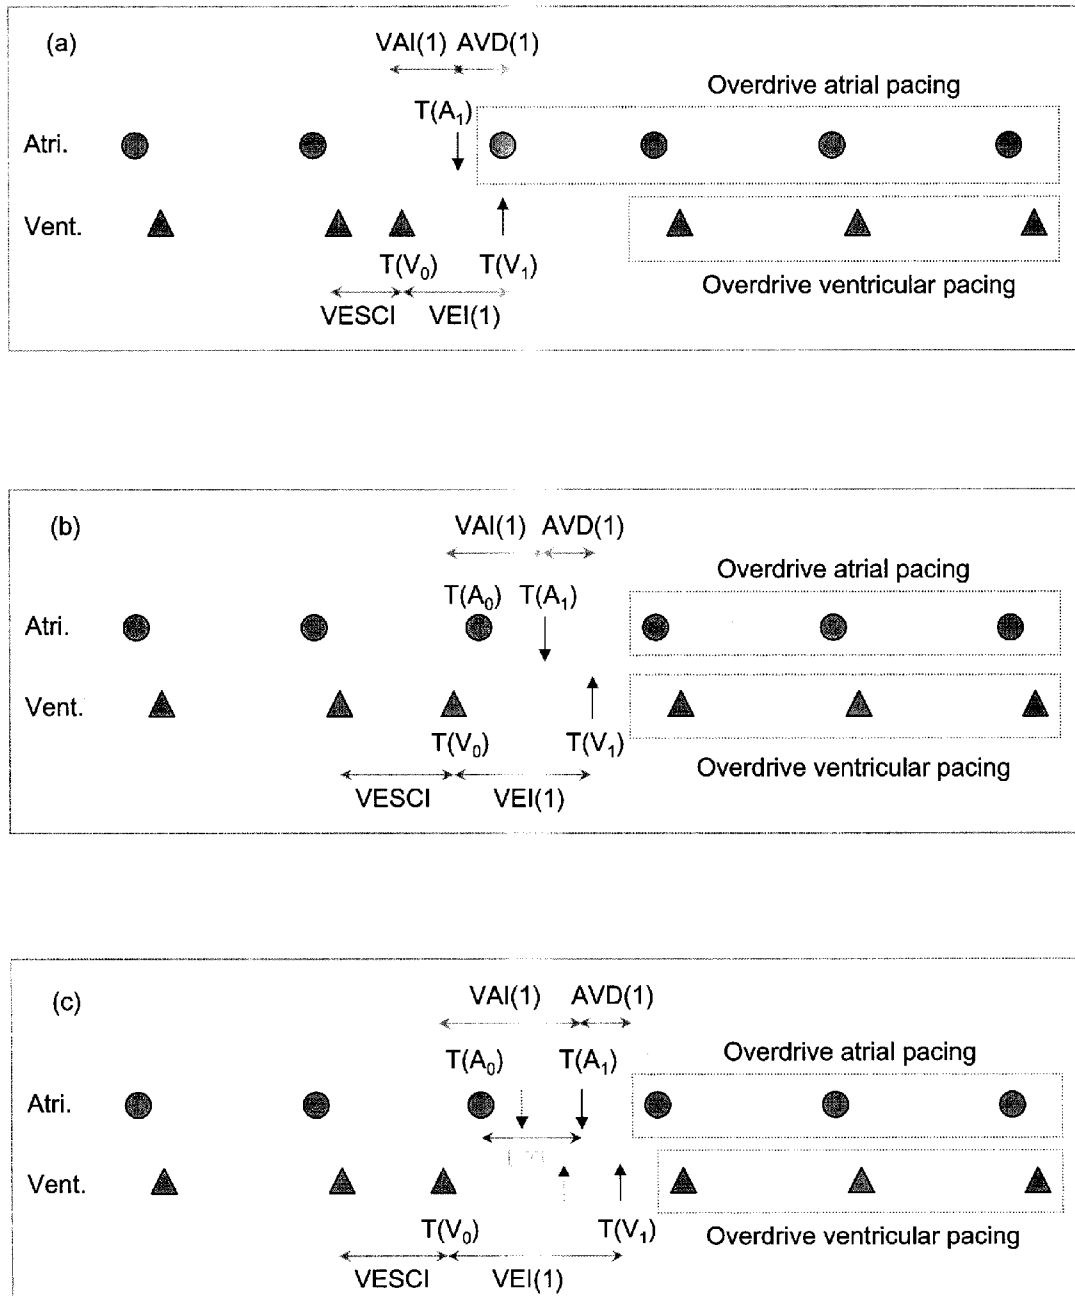 (a)
VAI(1) AVD(1)
Overdrive atrial pacing
T(A₁)
Atri.
Vent.
T(V₀) T(V₁)
Overdrive ventricular pacing
VESCI VEI(1)
(b)
VAI(1) AVD(1)
Overdrive atrial pacing
T(A₀) T(A₁)
Atri.
Vent.
T(V₀) T(V₁)
Overdrive ventricular pacing
VESCI VEI(1)
(c)
VAI(1) AVD(1)
Overdrive atrial pacing
T(A₀) T(A₁)
Atri.
Vent.
T(V₀) T(V₁)
Overdrive ventricular pacing
VESCI VEI(1)